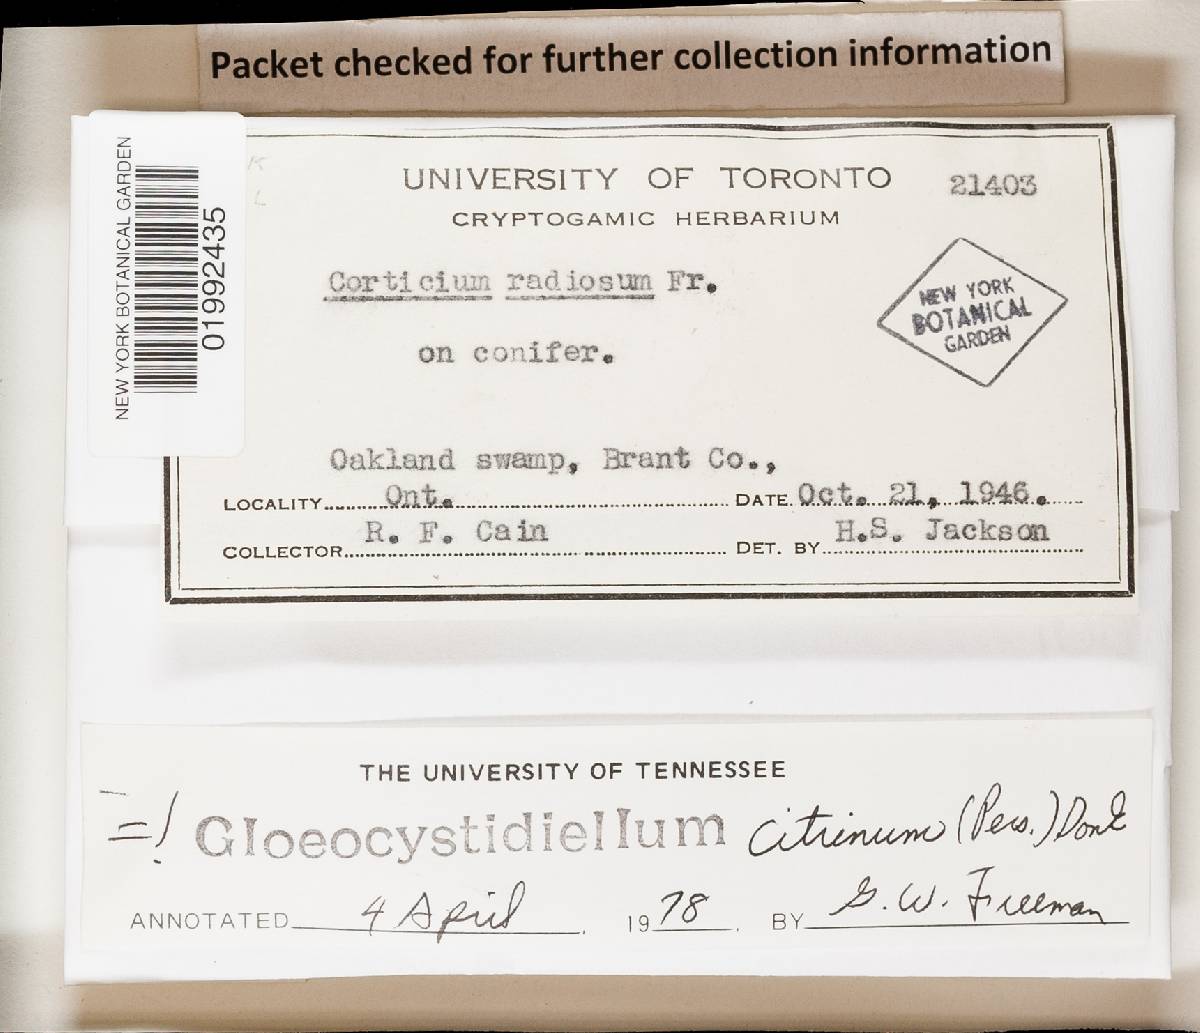 Packet checked for further collection information
NEW YORK BOTANICAL GARDEN
01992435
UNIVERSITY OF TORONTO
21403
CRYPTOGAMIC HERBARIUM
Corticium radiosum Fr.
NEW YORK
BOTANICAL
GARDEN
on conifer.
Oakland swamp, Brant Co.,
LOCALITY Ont. DATE Oct. 21, 1946.
COLLECTOR R. F. Cain DET. BY H.S. Jackson
THE UNIVERSITY OF TENNESSEE
=! Gloeocystidiellum citrinum (Pers.) Donk
ANNOTATED 4 April 1978. BY G. W. Freeman